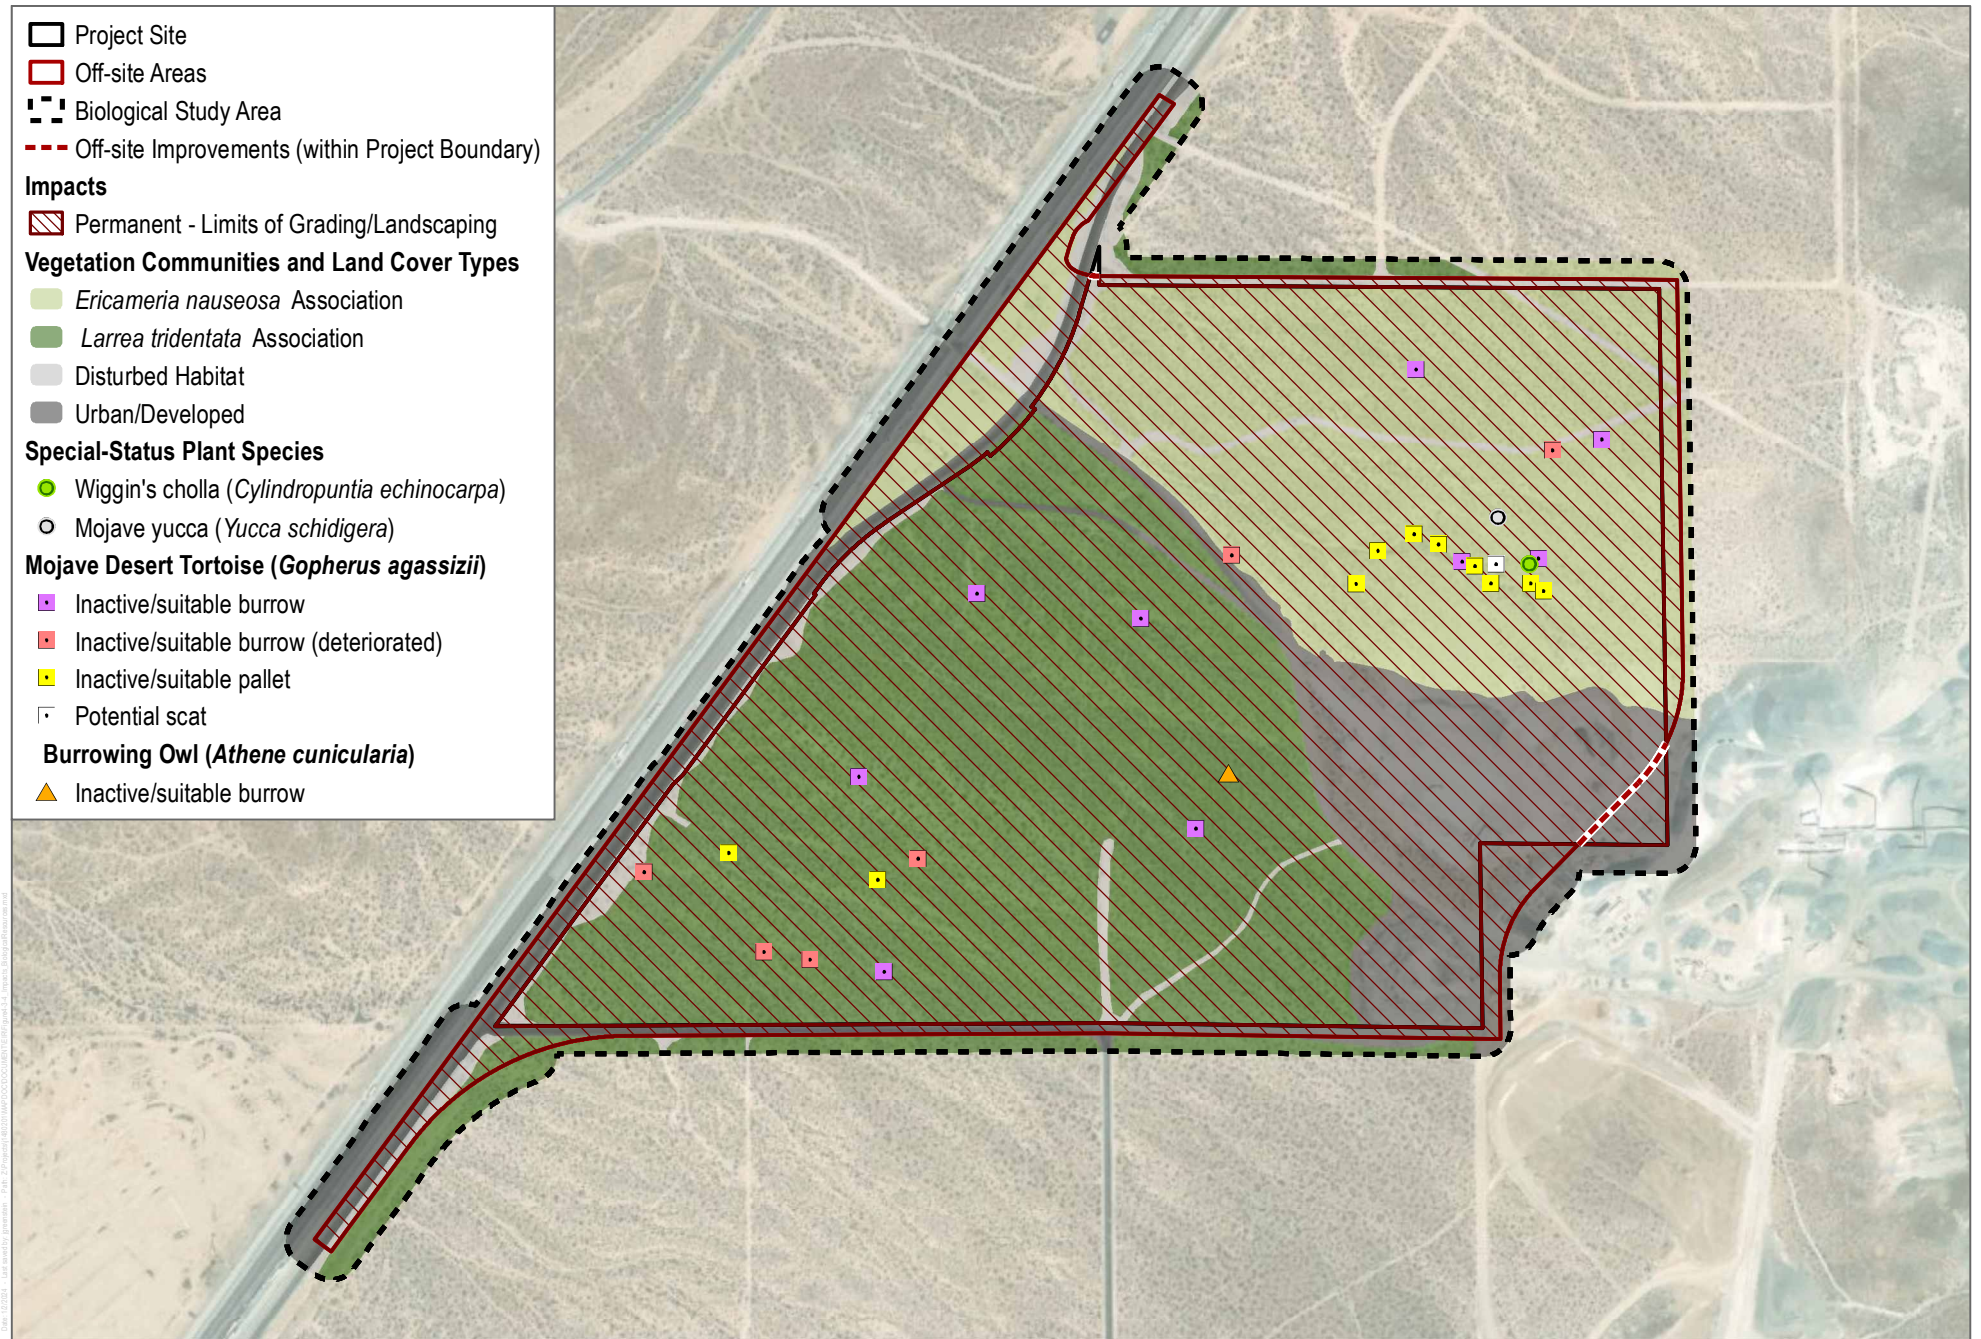 Project Site
Off-site Areas
Biological Study Area
Off-site Improvements (within Project Boundary)
Impacts
Permanent - Limits of Grading/Landscaping
Vegetation Communities and Land Cover Types
Ericameria nauseosa Association
Larrea tridentata Association
Disturbed Habitat
Urban/Developed
Special-Status Plant Species
Wiggin's cholla (Cylindropuntia echinocarpa)
Mojave yucca (Yucca schidigera)
Mojave Desert Tortoise (Gopherus agassizii)
Inactive/suitable burrow
Inactive/suitable burrow (deteriorated)
Inactive/suitable pallet
Potential scat
Burrowing Owl (Athene cunicularia)
Inactive/suitable burrow